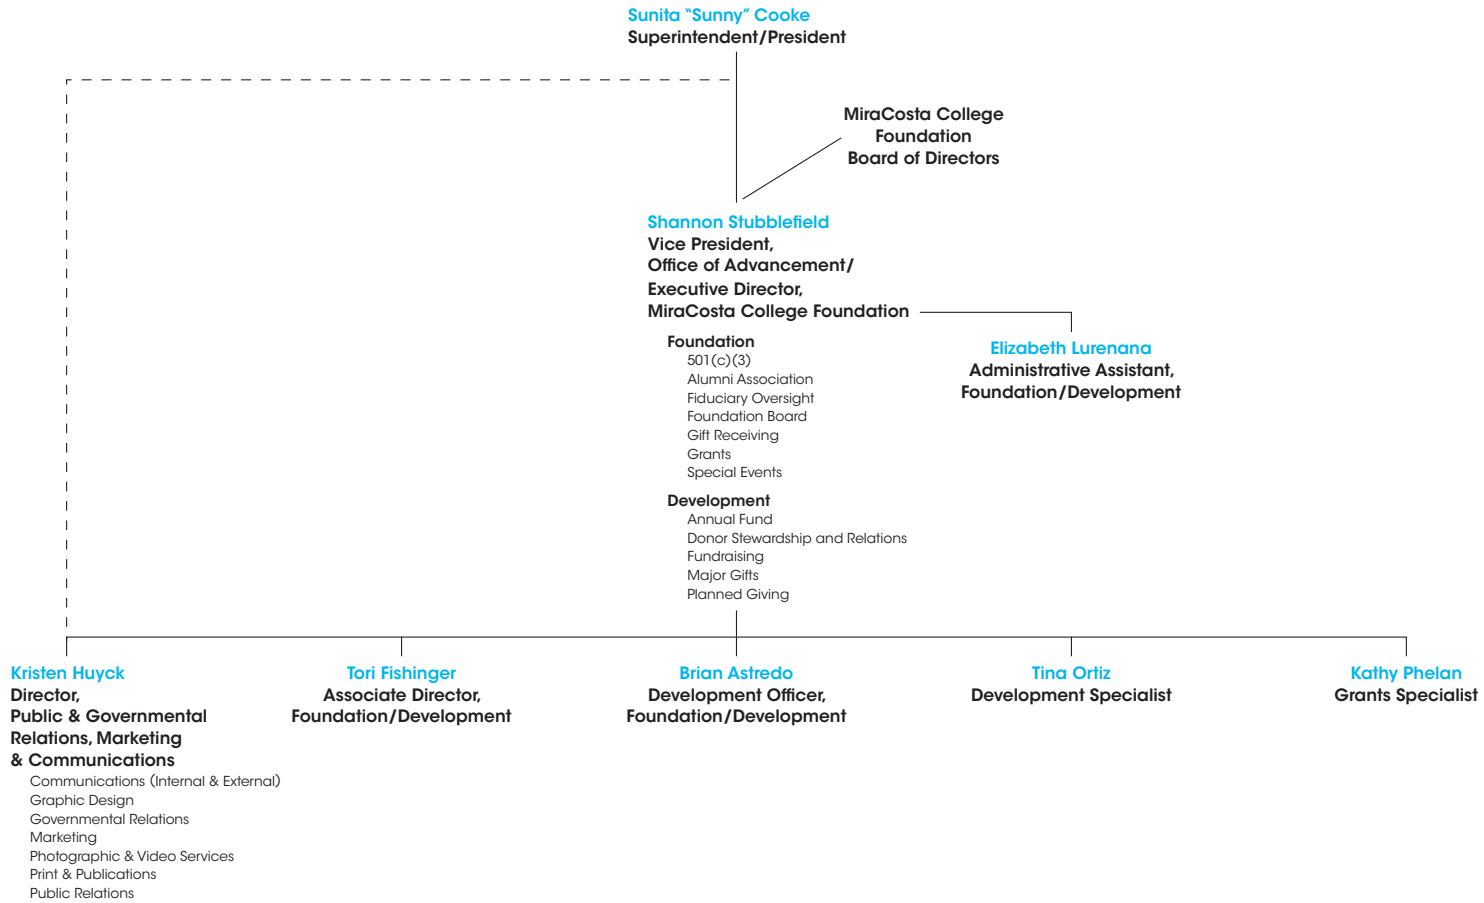 Sunita “Sunny” Cooke
Superintendent/President
MiraCosta College
Foundation
Board of Directors
Shannon Stubblefield
Vice President,
Office of Advancement/
Executive Director,
MiraCosta College Foundation
Foundation
501(c)(3)
Alumni Association
Fiduciary Oversight
Foundation Board
Gift Receiving
Grants
Special Events
Development
Annual Fund
Donor Stewardship and Relations
Fundraising
Major Gifts
Planned Giving
Elizabeth Lurenana
Administrative Assistant,
Foundation/Development
Kristen Huyck
Director,
Public & Governmental
Relations, Marketing
& Communications
Communications (Internal & External)
Graphic Design
Governmental Relations
Marketing
Photographic & Video Services
Print & Publications
Public Relations
Tori Fishinger
Associate Director,
Foundation/Development
Brian Astredo
Development Officer,
Foundation/Development
Tina Ortiz
Development Specialist
Kathy Phelan
Grants Specialist